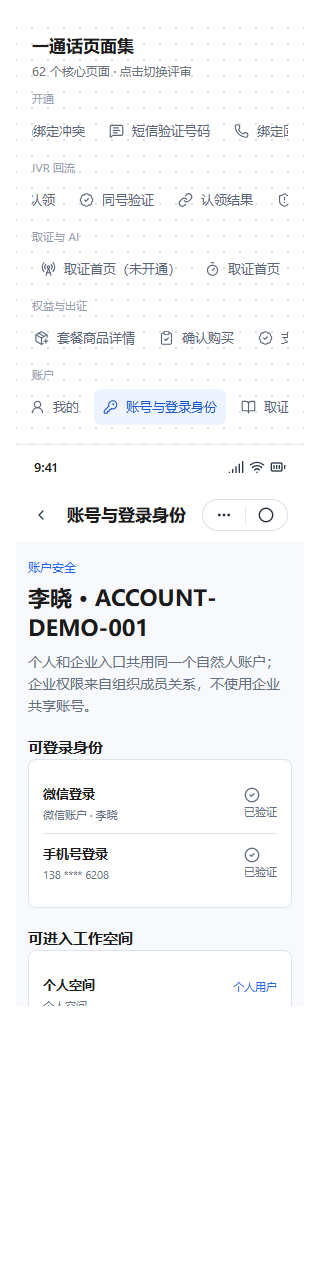 一通话页面集
62 个核心页面 · 点击切换评审
开通
绑定冲突 短信验证号码 绑定
IVR 回流
认领 同号验证 认领结果
取证与 AI
取证首页（未开通） 取证首页
权益与出证
套餐商品详情 确认购买
账户
我的 账号与登录身份 取证
9:41
账号与登录身份
账户安全
李晓 • ACCOUNT-
DEMO-001
个人和企业入口共用同一个自然人账户；
企业权限来自组织成员关系，不使用企业
共享账号。
可登录身份
微信登录
微信账户 · 李晓
已验证
手机号登录
138 **** 6208
已验证
可进入工作空间
个人空间
个人用户
个人空间